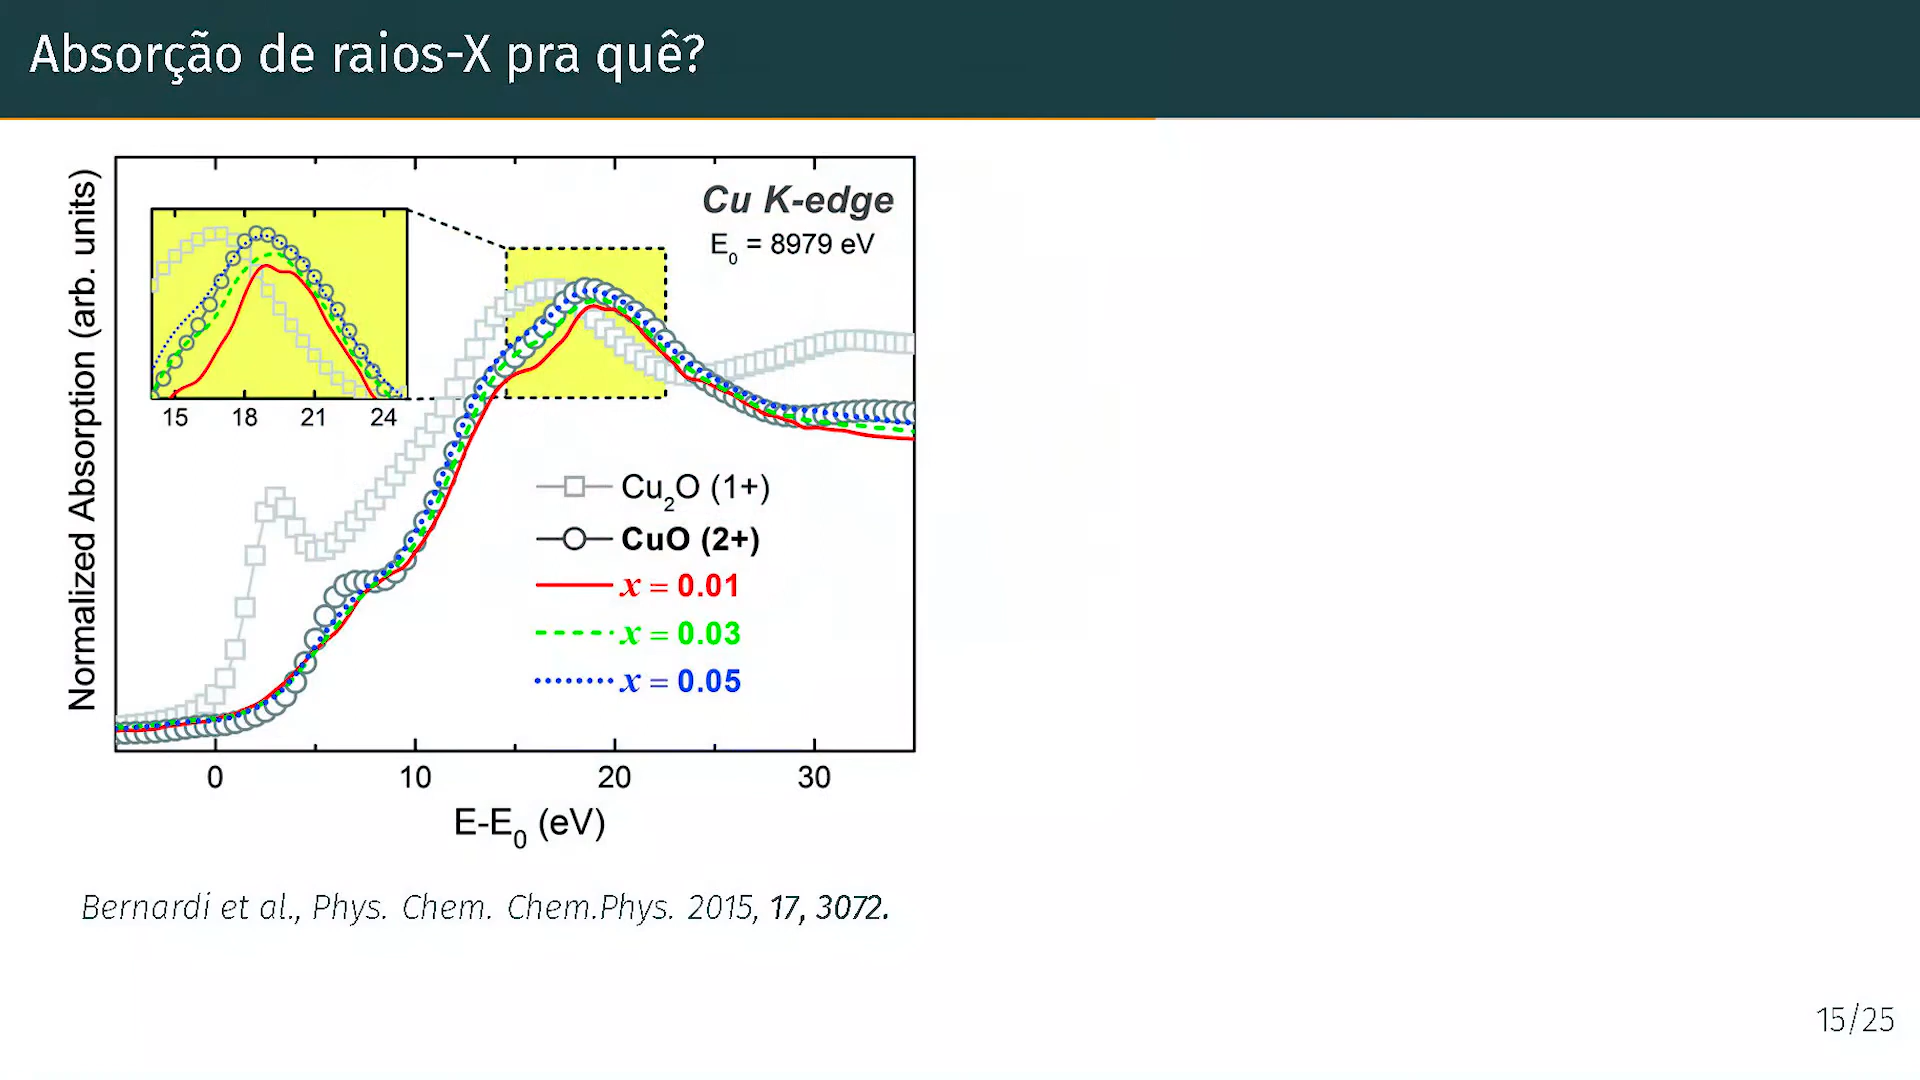 Absorção de raios-X pra quê?
Normalized Absorption (arb. units)
Cu K-edge
E0 = 8979 eV
15 18 21 24
Cu2O (1+)
CuO (2+)
x = 0.01
x = 0.03
x = 0.05
0 10 20 30
E-E0 (eV)
Bernardi et al., Phys. Chem. Chem.Phys. 2015, 17, 3072.
15/25